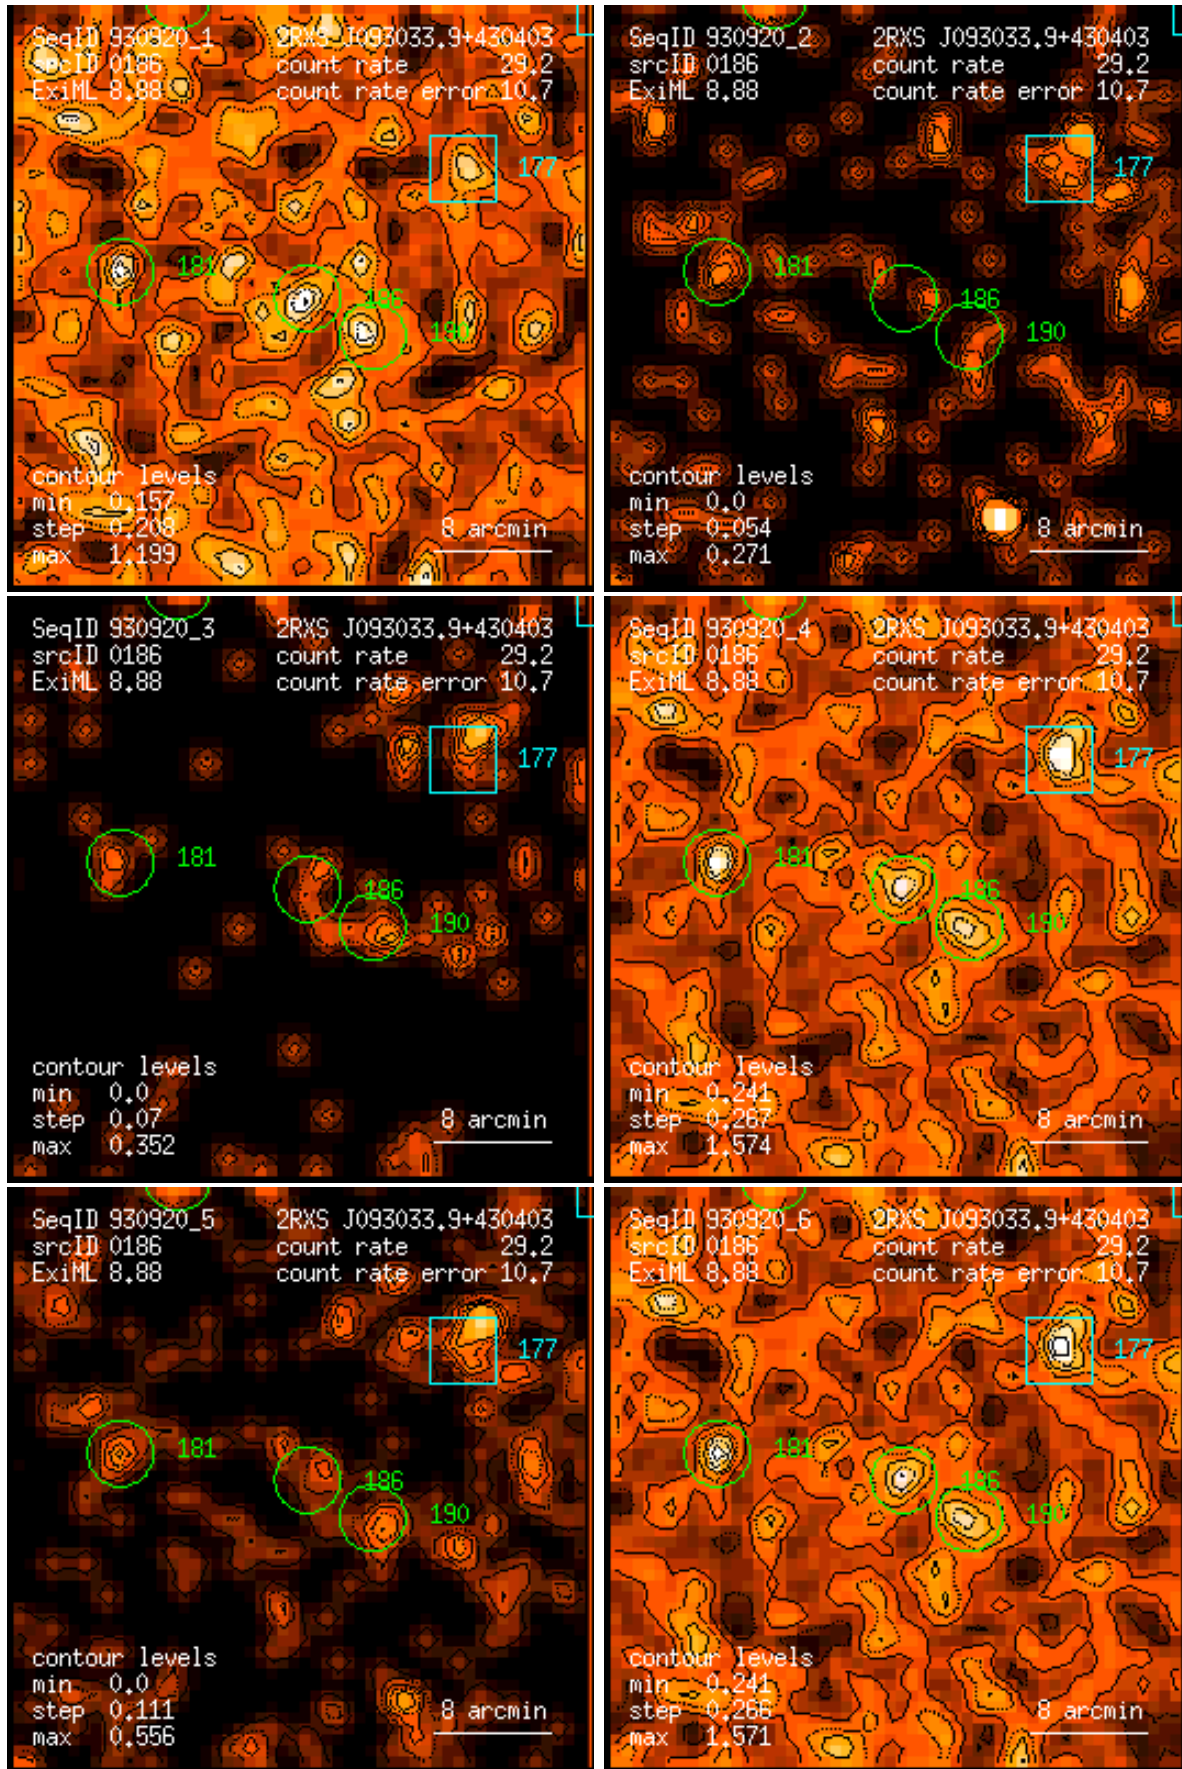 SeqID 930920_1 2RXS J093033.9+430403
srcID 0186 count rate 29.2
ExiML 8.88 count rate error 10.7
177
181
186
190
contour levels
min 0.157
step 0.208 8 arcmin
max 1.199
SeqID 930920_2 2RXS J093033.9+430403
srcID 0186 count rate 29.2
ExiML 8.88 count rate error 10.7
177
181
186
190
contour levels
min 0.0
step 0.054 8 arcmin
max 0.271
SeqID 930920_3 2RXS J093033.9+430403
srcID 0186 count rate 29.2
ExiML 8.88 count rate error 10.7
177
181
186
190
contour levels
min 0.0
step 0.07 8 arcmin
max 0.352
SeqID 930920_4 2RXS J093033.9+430403
srcID 0186 count rate 29.2
ExiML 8.88 count rate error 10.7
177
181
186
190
contour levels
min 0.241
step 0.267 8 arcmin
max 1.574
SeqID 930920_5 2RXS J093033.9+430403
srcID 0186 count rate 29.2
ExiML 8.88 count rate error 10.7
177
181
186
190
contour levels
min 0.0
step 0.111 8 arcmin
max 0.556
SeqID 930920_6 2RXS J093033.9+430403
srcID 0186 count rate 29.2
ExiML 8.88 count rate error 10.7
177
181
186
190
contour levels
min 0.241
step 0.266 8 arcmin
max 1.571